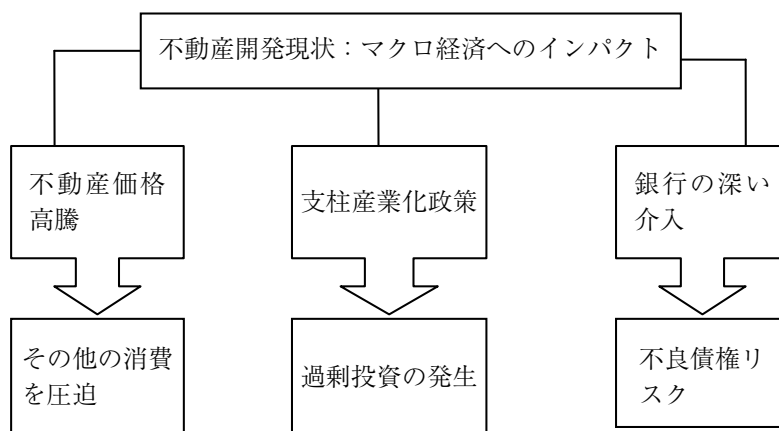 不動産開発現状：マクロ経済へのインパクト
不動産価格
高騰
支柱産業化政策
銀行の深い
介入
その他の消費
を圧迫
過剰投資の発生
不良債権リ
スク